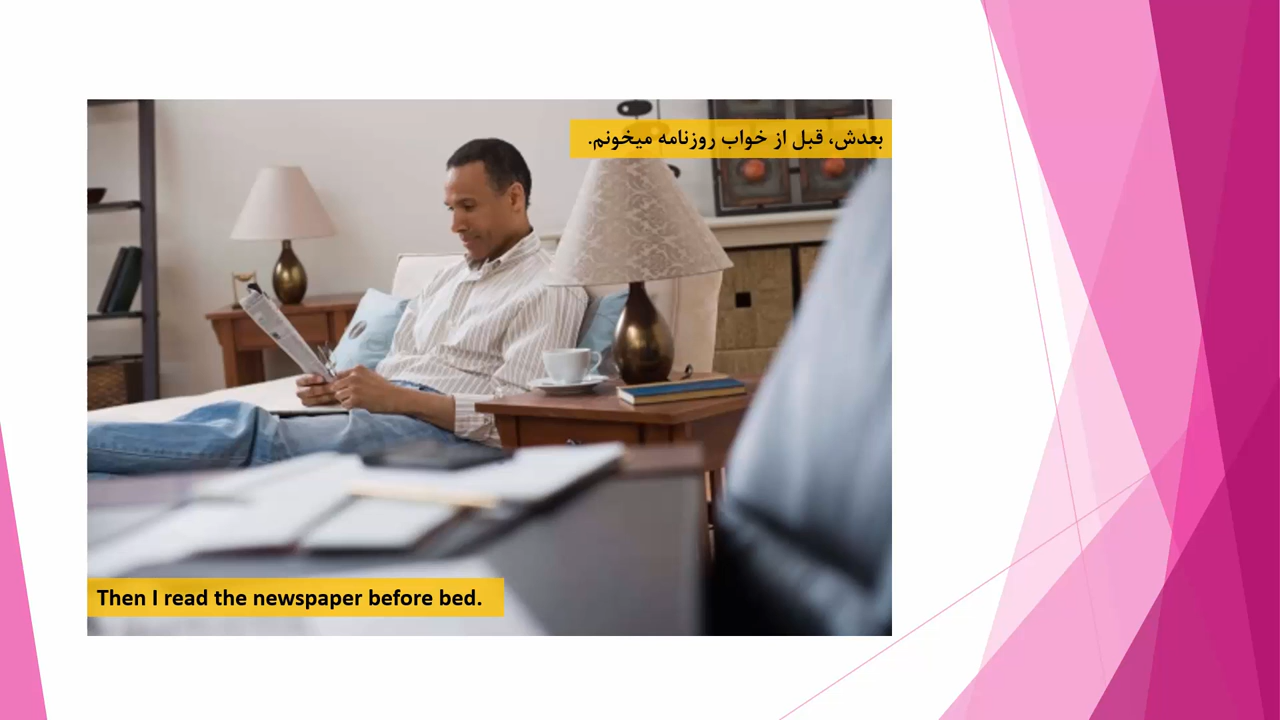 بعدش، قبل از خواب روزنامه میخونم.
Then I read the newspaper before bed.